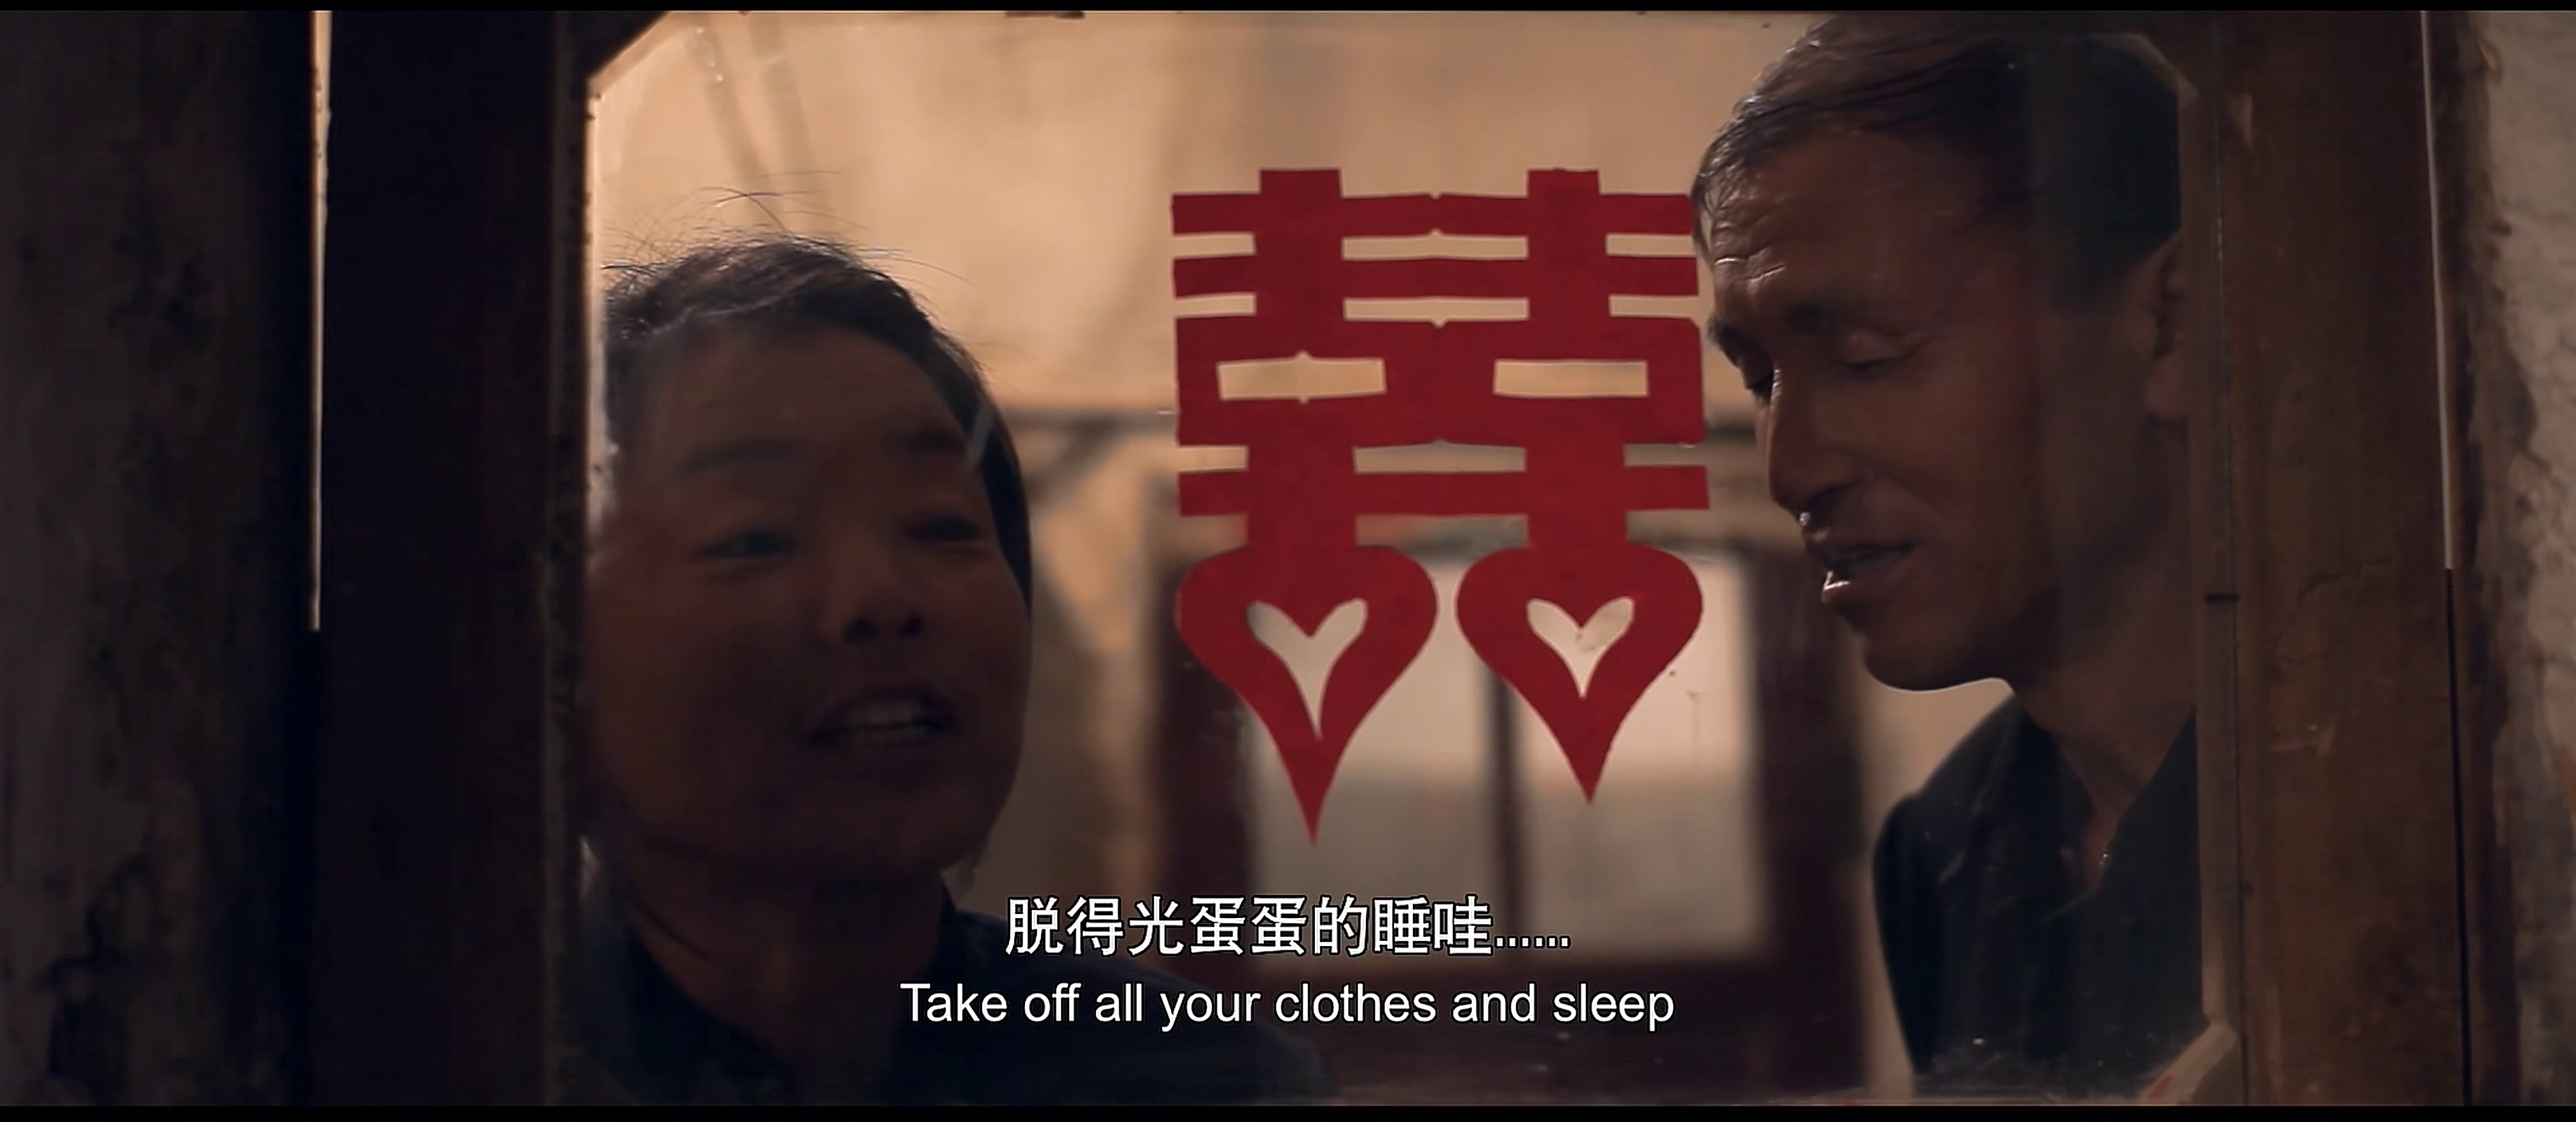 囍
脱得光蛋蛋的睡哇......
Take off all your clothes and sleep